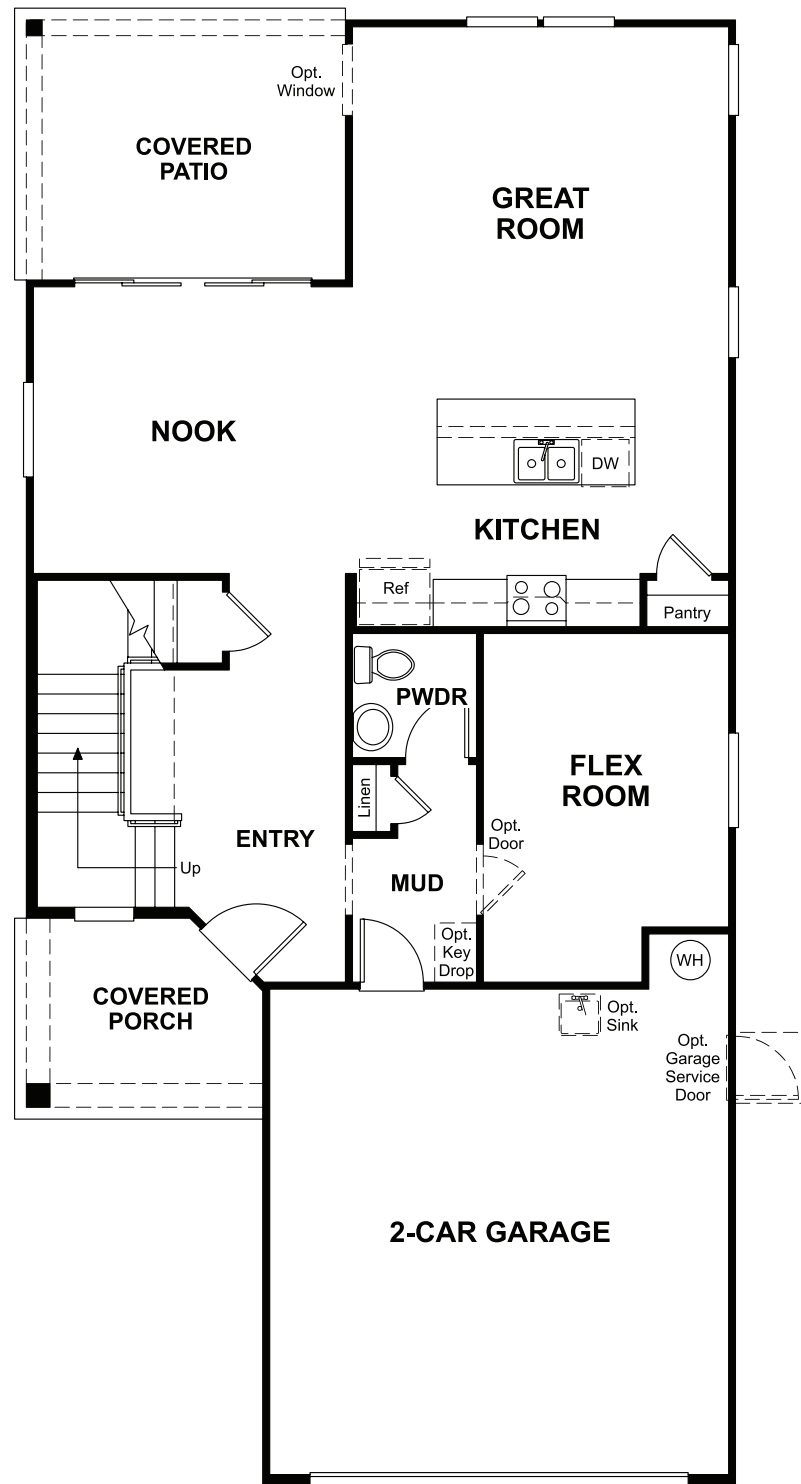 Opt.
Window
COVERED
PATIO
GREAT
ROOM
NOOK
DW
KITCHEN
Ref
Pantry
PWDR
FLEX
ROOM
Linen
Opt.
Door
ENTRY
Up
MUD
Opt.
Key
Drop
WH
COVERED
PORCH
Opt.
Sink
Opt.
Garage
Service
Door
2-CAR GARAGE